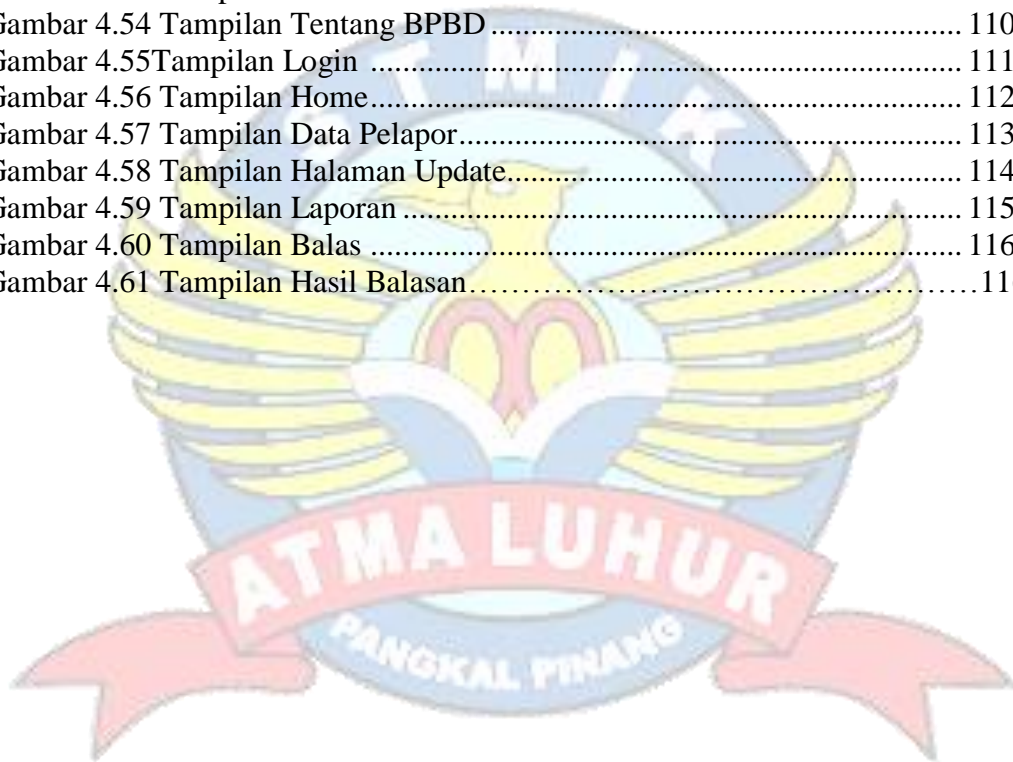 Gambar 4.54 Tampilan Tentang BPBD ........................................................... 110
Gambar 4.55Tampilan Login ........................................................................... 111
Gambar 4.56 Tampilan Home.......................................................................... 112
Gambar 4.57 Tampilan Data Pelapor............................................................... 113
Gambar 4.58 Tampilan Halaman Update......................................................... 114
Gambar 4.59 Tampilan Laporan ...................................................................... 115
Gambar 4.60 Tampilan Balas .......................................................................... 116
Gambar 4.61 Tampilan Hasil Balasan…………………………………………11
STMIK
ATMA LUHUR
PANGKAL PINANG